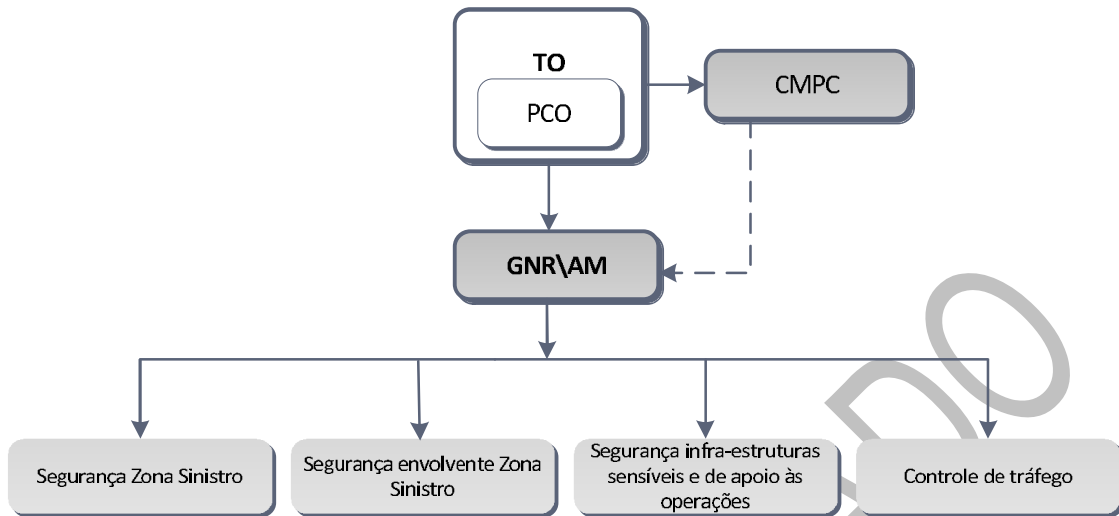 TO
PCO
CMPC
GNR\AM
Segurança Zona Sinistro
Segurança envolvente Zona
Sinistro
Segurança infra-estruturas
sensíveis e de apoio às
operações
Controle de tráfego
DO